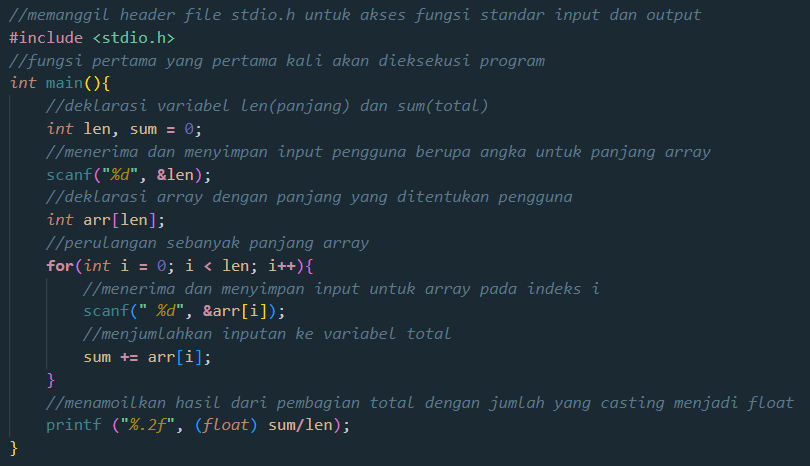 //memanggil header file stdio.h untuk akses fungsi standar input dan output
#include <stdio.h>
//fungsi pertama yang pertama kali akan dieksekusi program
int main(){
    //deklarasi variabel len(panjang) dan sum(total)
    int len, sum = 0;
    //menerima dan menyimpan input pengguna berupa angka untuk panjang array
    scanf("%d", &len);
    //deklarasi array dengan panjang yang ditentukan pengguna
    int arr[len];
    //perulangan sebanyak panjang array
    for(int i = 0; i < len; i++){
        //menerima dan menyimpan input untuk array pada indeks i
        scanf(" %d", &arr[i]);
        //menjumlahkan inputan ke variabel total
        sum += arr[i];
    }
    //menamoilkan hasil dari pembagian total dengan jumlah yang casting menjadi float
    printf ("%.2f", (float) sum/len);
}